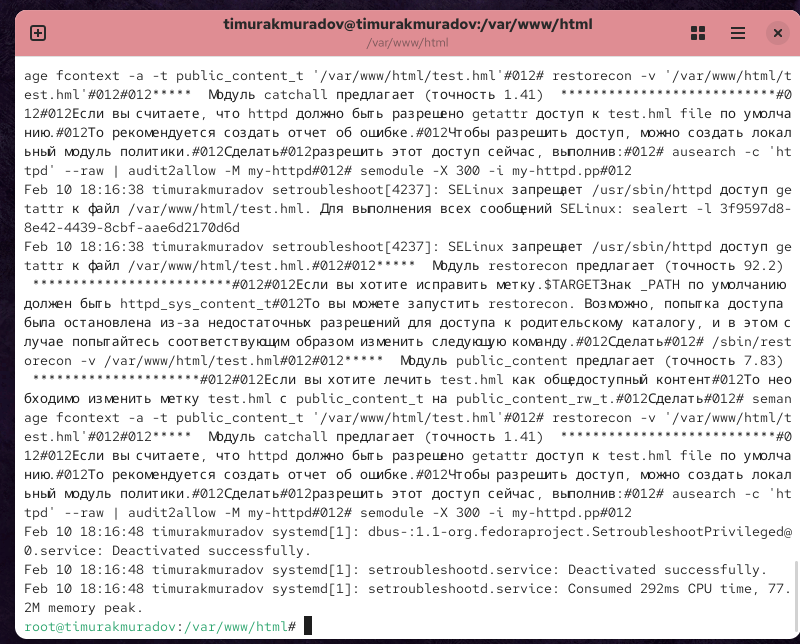 timurakmuradov@timurakmuradov:/var/www/html
/var/www/html
age fcontext -a -t public_content_t '/var/www/html/test.hml'#012# restorecon -v '/var/www/html/t
est.hml'#012#012*****  Модуль catchall предлагает (точность 1.41)  **************************#0
12#012Если вы считаете, что httpd должно быть разрешено getattr доступ к test.hml file по умолча
нию.#012То рекомендуется создать отчет об ошибке.#012Чтобы разрешить доступ, можно создать локал
ьный модуль политики.#012Сделать#012разрешить этот доступ сейчас, выполнив:#012# ausearch -c 'ht
tpd' --raw | audit2allow -M my-httpd#012# semodule -X 300 -i my-httpd.pp#012
Feb 10 18:16:38 timurakmuradov setroubleshoot[4237]: SELinux запрещает /usr/sbin/httpd доступ ge
tattr к файл /var/www/html/test.hml. Для выполнения всех сообщений SELinux: sealert -l 3f9597d8-
8e42-4439-8cbf-aae6d2170d6d
Feb 10 18:16:38 timurakmuradov setroubleshoot[4237]: SELinux запрещает /usr/sbin/httpd доступ ge
tattr к файл /var/www/html/test.hml.#012#012*****  Модуль restorecon предлагает (точность 92.2)
 ************************#012#012Если вы хотите исправить метку.$TARGETЗнак _PATH по умолчанию
должен быть httpd_sys_content_t#012То вы можете запустить restorecon. Возможно, попытка доступа
была остановлена из-за недостаточных разрешений для доступа к родительскому каталогу, и в этом с
лучае попытайтесь соответствующим образом изменить следующую команду.#012Сделать#012# /sbin/rest
orecon -v /var/www/html/test.hml#012#012*****  Модуль public_content предлагает (точность 7.83)
 *********************#012#012Если вы хотите лечить test.hml как общедоступный контент#012То нео
бходимо изменить метку test.hml с public_content_t на public_content_rw_t.#012Сделать#012# seman
age fcontext -a -t public_content_t '/var/www/html/test.hml'#012# restorecon -v '/var/www/html/t
est.hml'#012#012*****  Модуль catchall предлагает (точность 1.41)  **************************#0
12#012Если вы считаете, что httpd должно быть разрешено getattr доступ к test.hml file по умолча
нию.#012То рекомендуется создать отчет об ошибке.#012Чтобы разрешить доступ, можно создать локал
ьный модуль политики.#012Сделать#012разрешить этот доступ сейчас, выполнив:#012# ausearch -c 'ht
tpd' --raw | audit2allow -M my-httpd#012# semodule -X 300 -i my-httpd.pp#012
Feb 10 18:16:48 timurakmuradov systemd[1]: dbus-:1.1-org.fedoraproject.SetroubleshootPrivileged@
0.service: Deactivated successfully.
Feb 10 18:16:48 timurakmuradov systemd[1]: setroubleshootd.service: Deactivated successfully.
Feb 10 18:16:48 timurakmuradov systemd[1]: setroubleshootd.service: Consumed 292ms CPU time, 77.
2M memory peak.
root@timurakmuradov:/var/www/html#